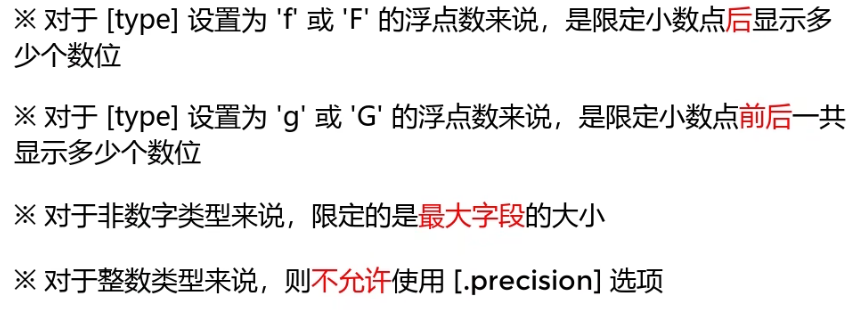 ※ 对于 [type] 设置为 'f' 或 'F' 的浮点数来说，是限定小数点后显示多
少个数位
※ 对于 [type] 设置为 'g' 或 'G' 的浮点数来说，是限定小数点前后一共
显示多少个数位
※ 对于非数字类型来说，限定的是最大字段的大小
※ 对于整数类型来说，则不允许使用 [.precision] 选项